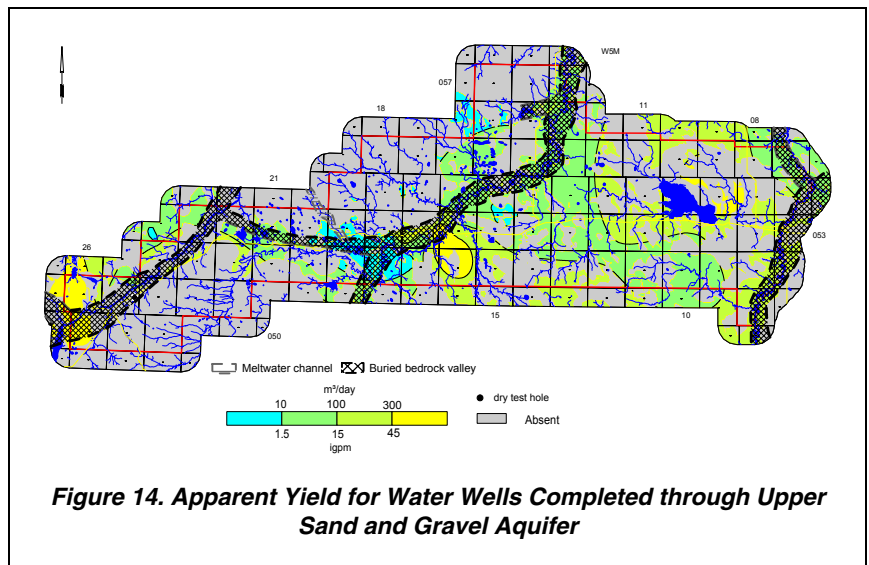 W5M
057
18
11
08
21
053
26
15
10
050
Meltwater channel Buried bedrock valley
m³/day
10 100 300
1.5 15 45
igpm
dry test hole
Absent
Figure 14. Apparent Yield for Water Wells Completed through Upper
Sand and Gravel Aquifer